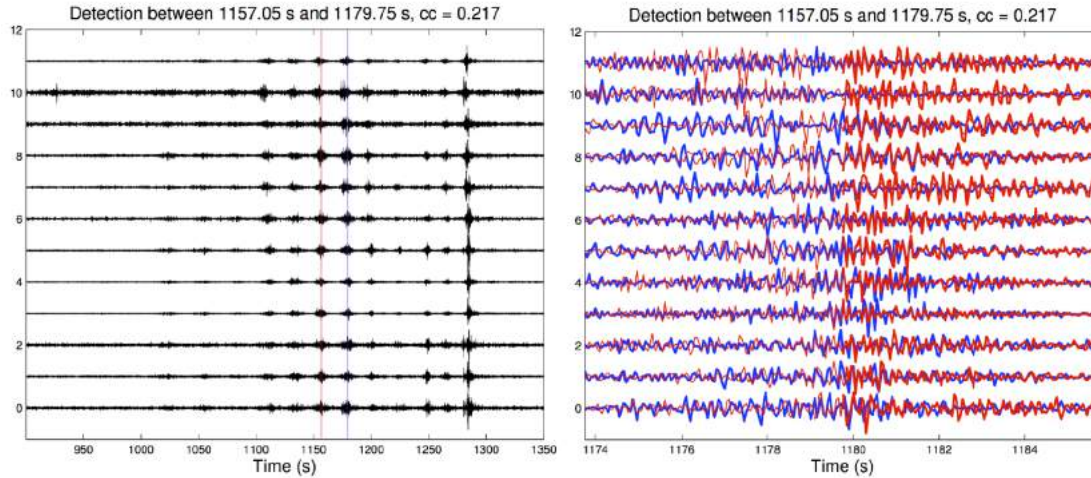 Detection between 1157.05 s and 1179.75 s, cc = 0.217
12
10
8
6
4
2
0
950 1000 1050 1100 1150 1200 1250 1300 1350
Time (s)
Detection between 1157.05 s and 1179.75 s, cc = 0.217
12
10
8
6
4
2
0
1174 1176 1178 1180 1182 1184
Time (s)